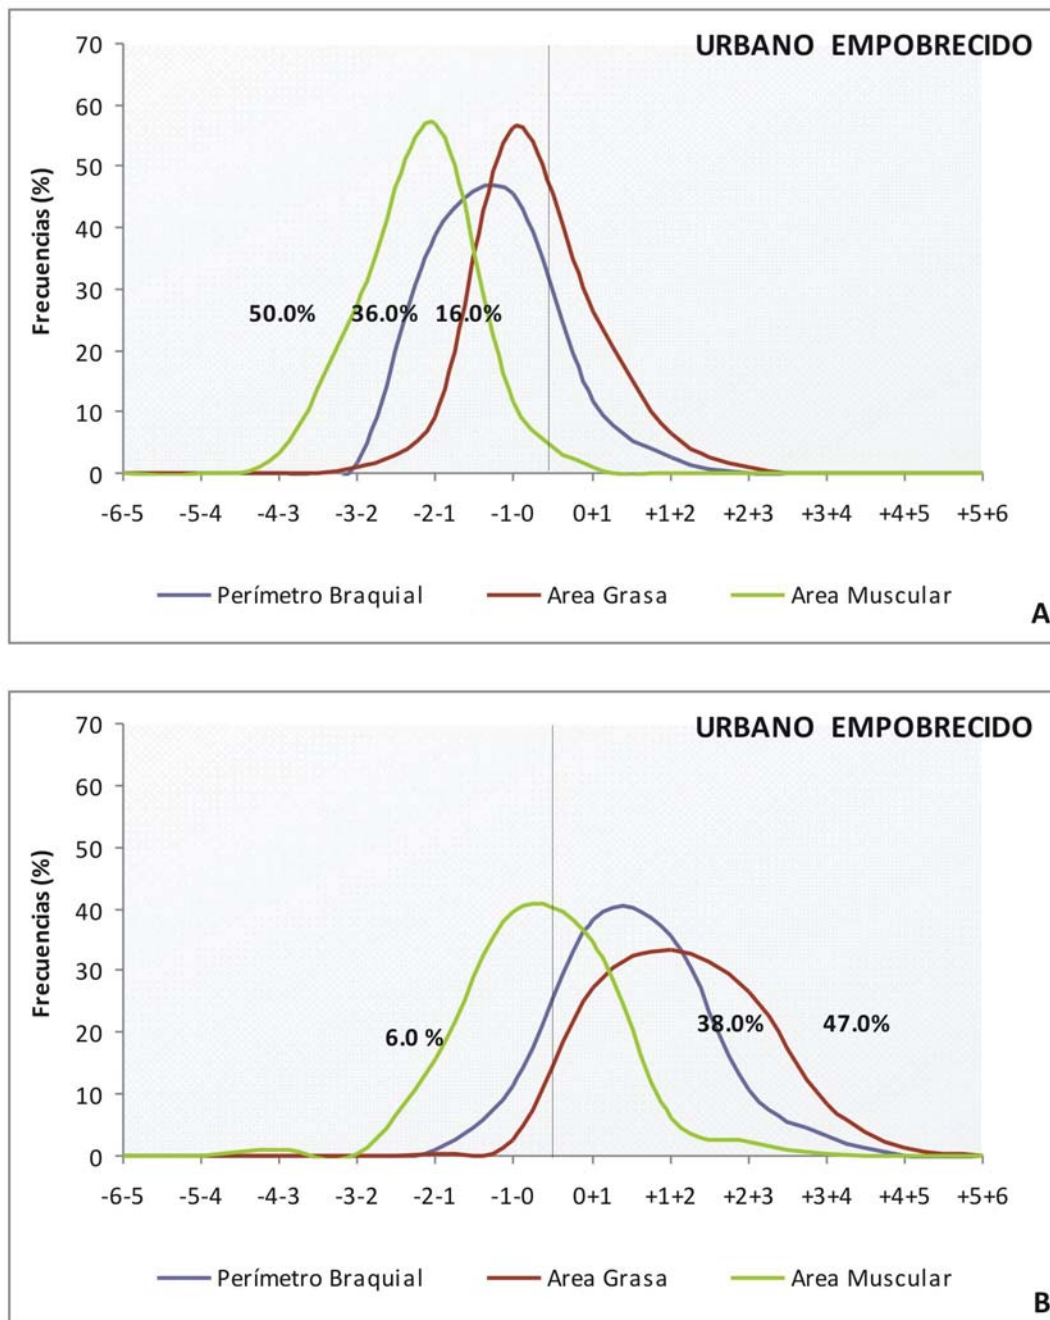 URBANO EMPOBRECIDO
Frecuencias (%)
70
60
50
40
30
20
10
0
50.0% 36.0% 16.0%
-6-5 -5-4 -4-3 -3-2 -2-1 -1-0 0+1 +1+2 +2+3 +3+4 +4+5 +5+6
Perímetro Braquial Area Grasa Area Muscular
A
URBANO EMPOBRECIDO
Frecuencias (%)
70
60
50
40
30
20
10
0
6.0 % 38.0% 47.0%
-6-5 -5-4 -4-3 -3-2 -2-1 -1-0 0+1 +1+2 +2+3 +3+4 +4+5 +5+6
Perímetro Braquial Area Grasa Area Muscular
B